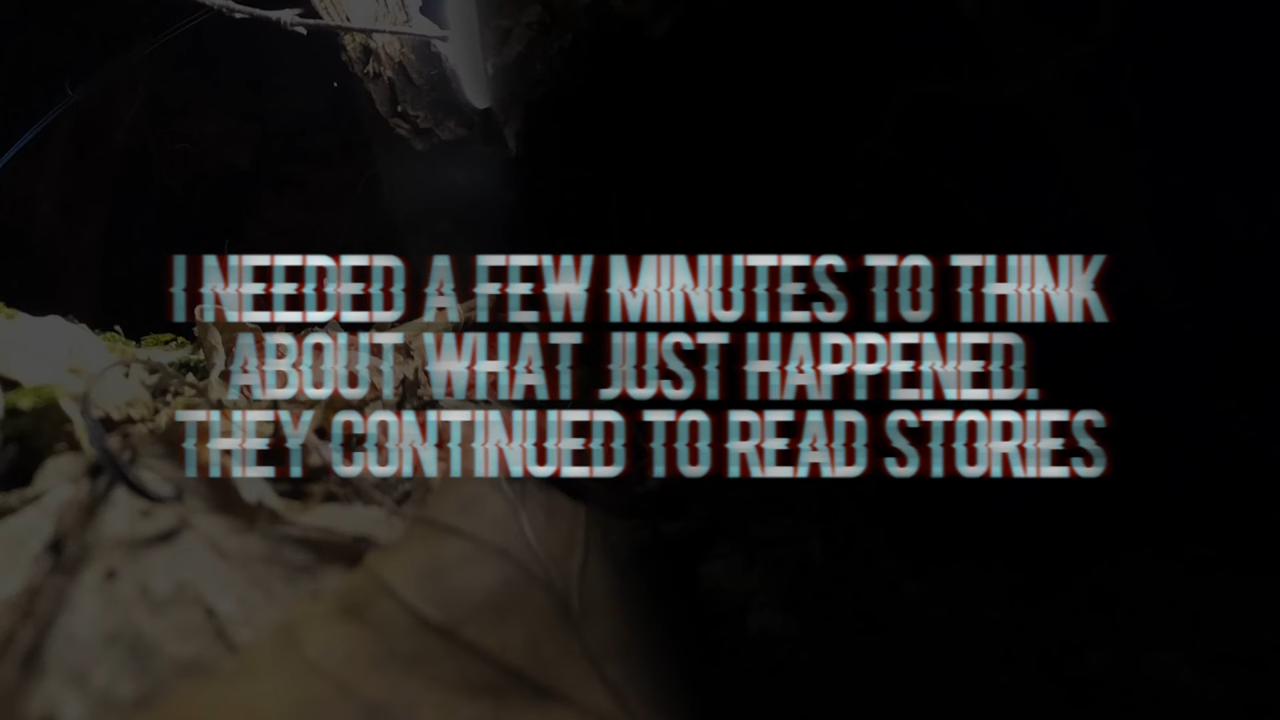 I NEEDED A FEW MINUTES TO THINK
ABOUT WHAT JUST HAPPENED.
THEY CONTINUED TO READ STORIES